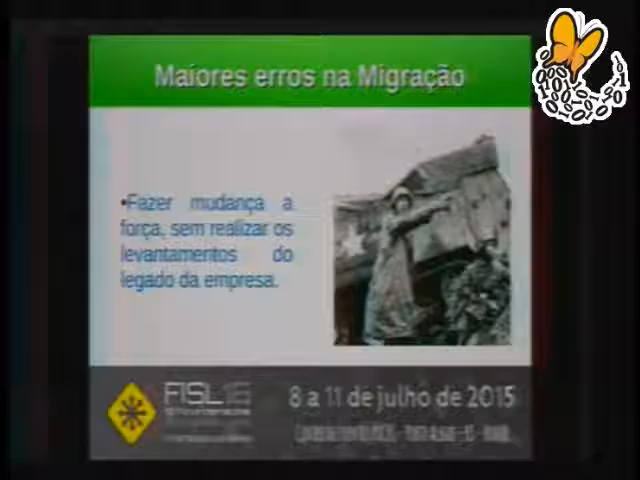 Maiores erros na Migração
•Fazer mudança a
força, sem realizar os
levantamentos do
legado da empresa.
FISL16
8 a 11 de julho de 2015